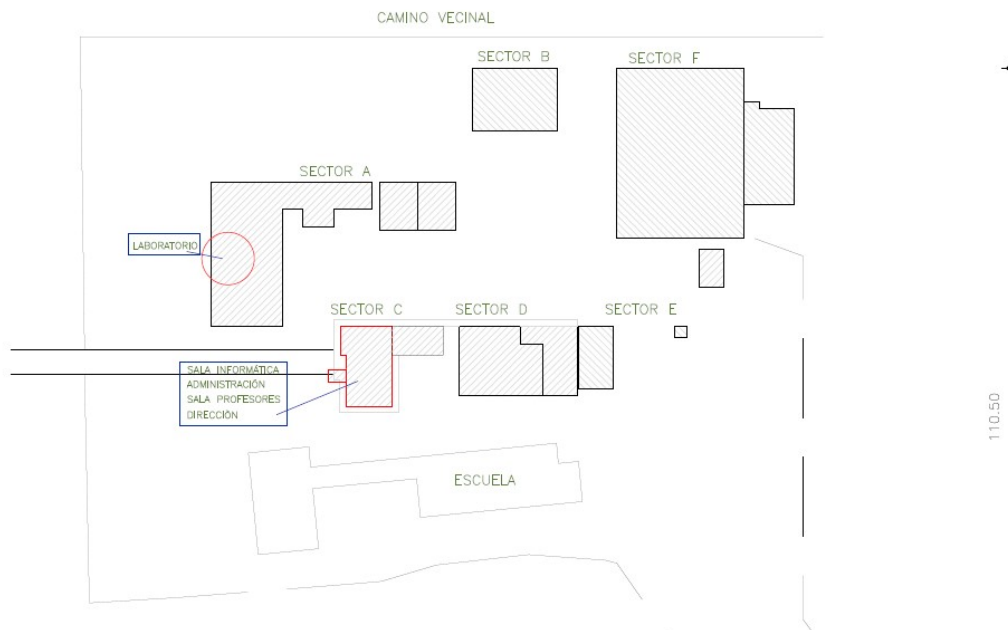 CAMINO VECINAL
SECTOR B
SECTOR F
SECTOR A
LABORATORIO
SECTOR C
SECTOR D
SECTOR E
SALA INFORMÁTICA
ADMINISTRACIÓN
SALA PROFESORES
DIRECCIÓN
110.50
ESCUELA